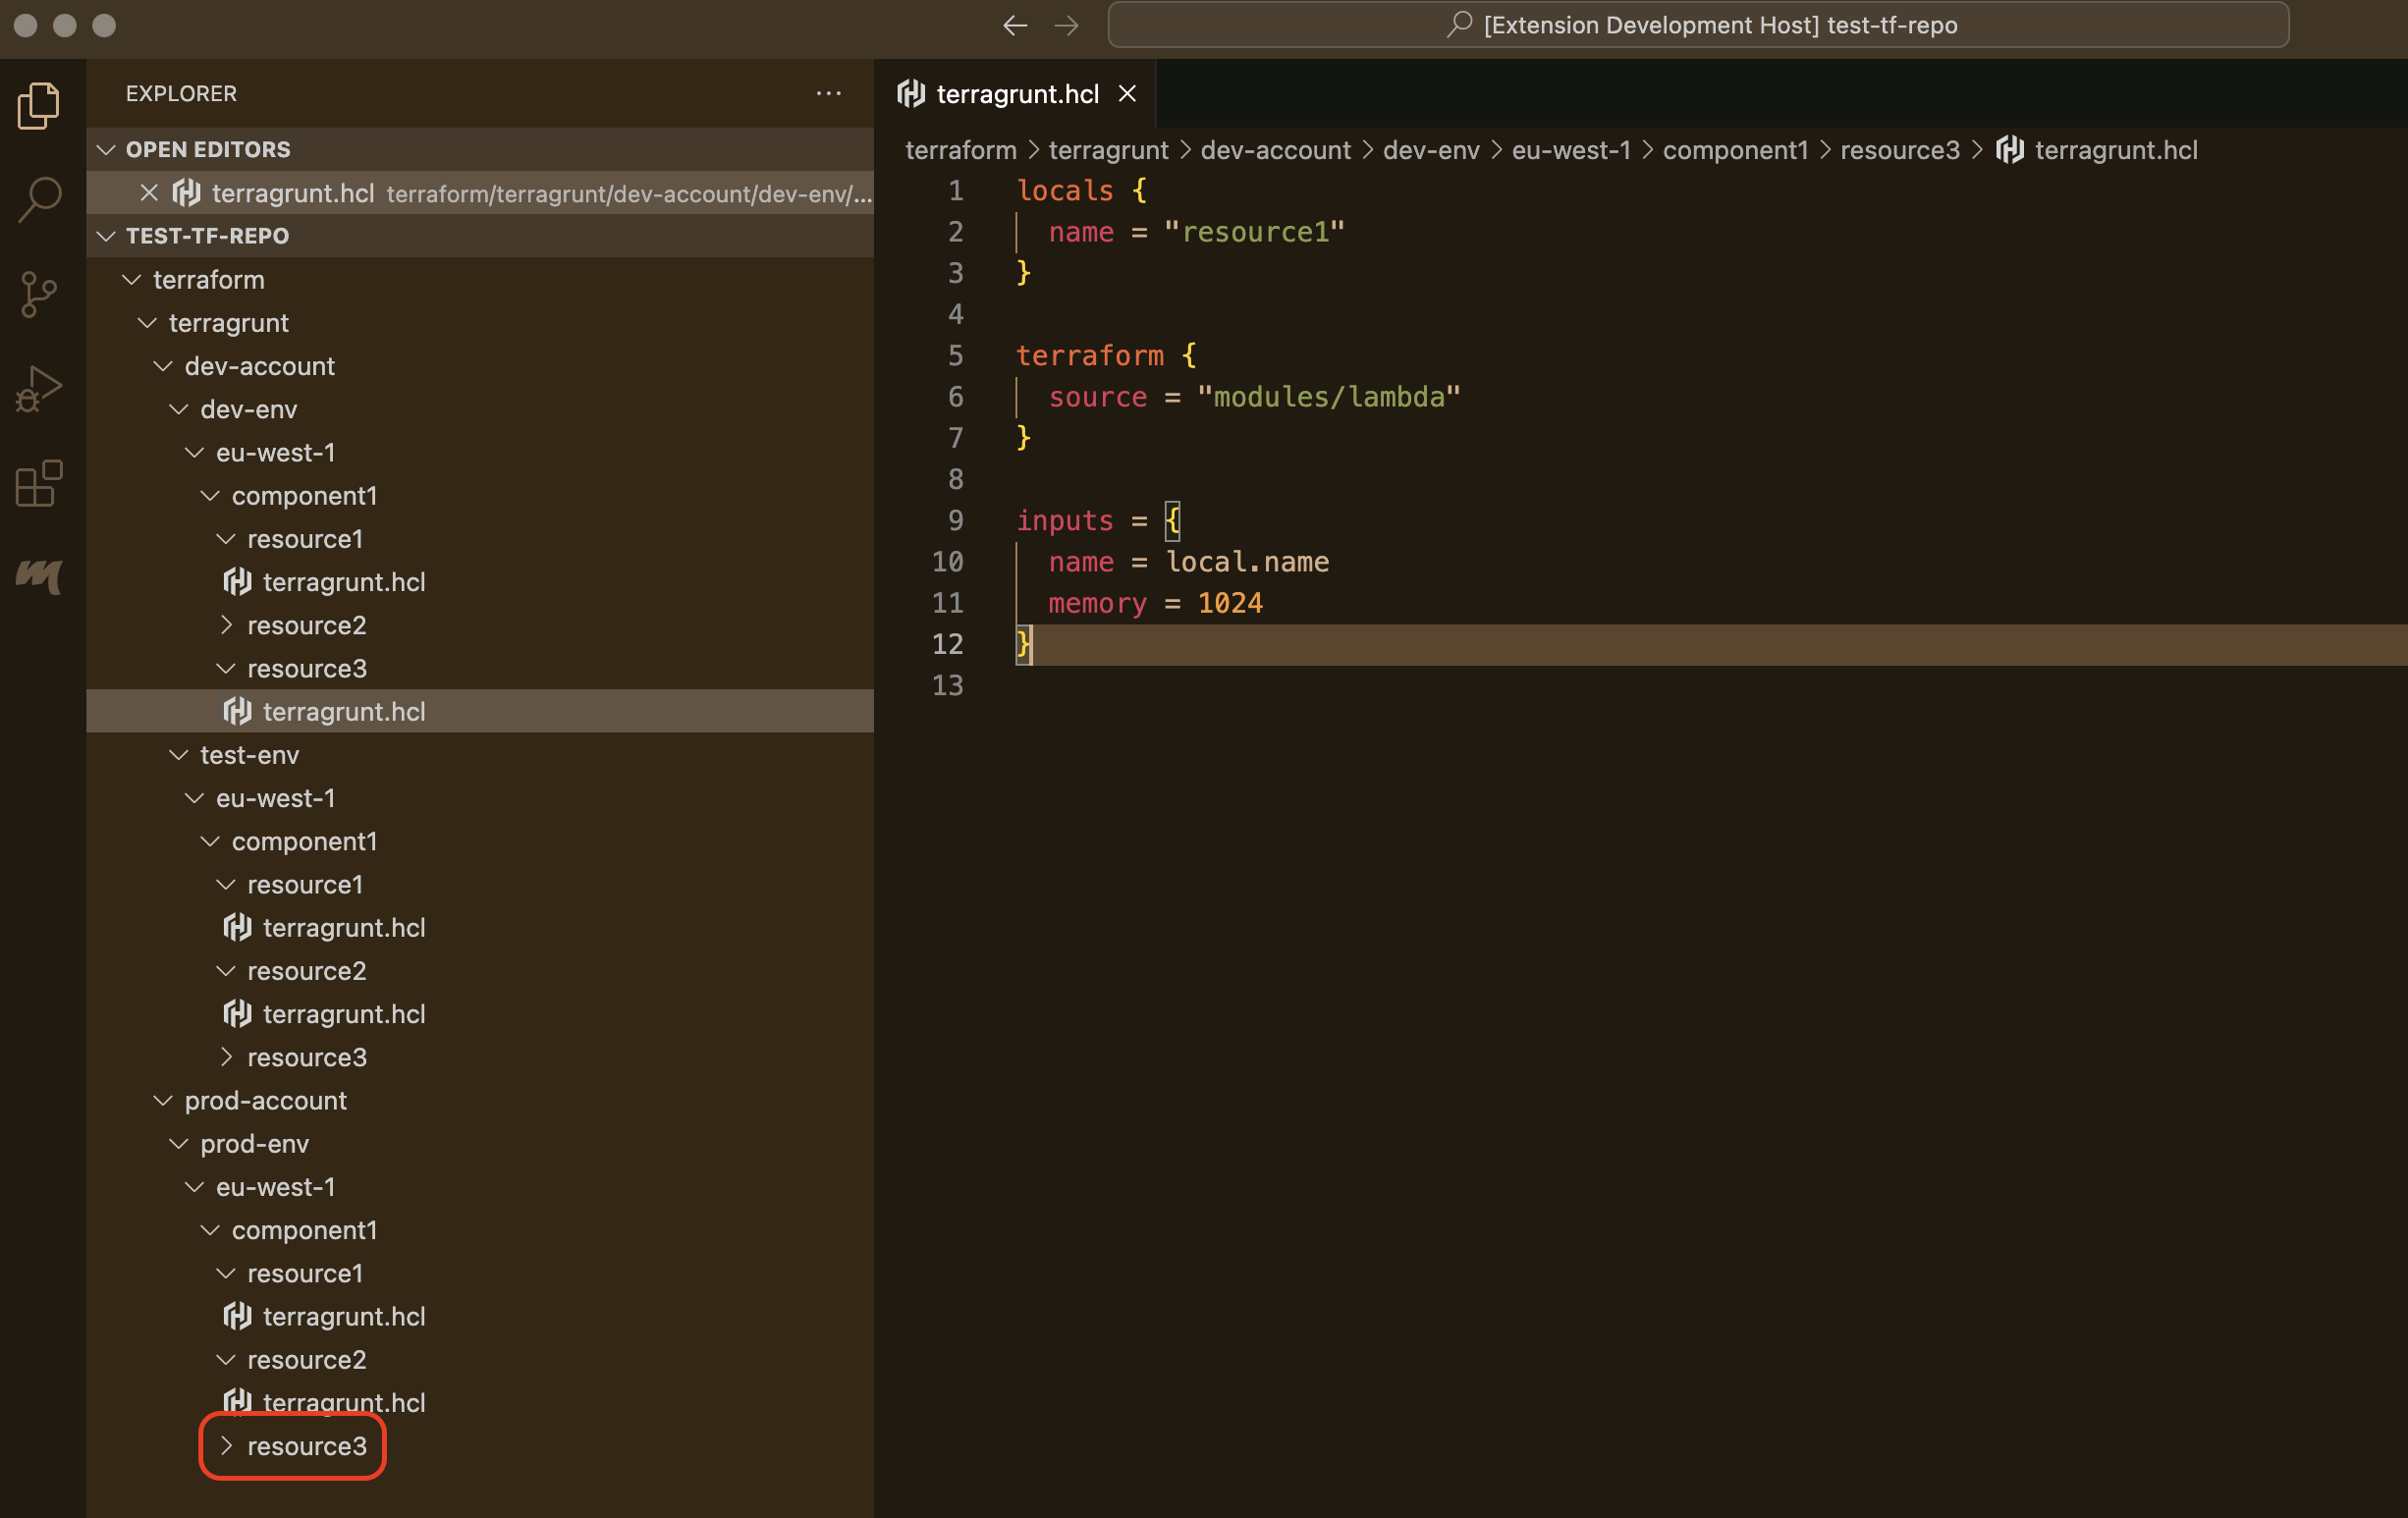 [Extension Development Host] test-tf-repo
EXPLORER
OPEN EDITORS
terragrunt.hcl terraform/terragrunt/dev-account/dev-env/...
TEST-TF-REPO
terraform
terragrunt
dev-account
dev-env
eu-west-1
component1
resource1
terragrunt.hcl
resource2
resource3
terragrunt.hcl
test-env
eu-west-1
component1
resource1
terragrunt.hcl
resource2
terragrunt.hcl
resource3
prod-account
prod-env
eu-west-1
component1
resource1
terragrunt.hcl
resource2
terragrunt.hcl
resource3
terragrunt.hcl
terraform > terragrunt > dev-account > dev-env > eu-west-1 > component1 > resource3 > terragrunt.hcl
1 locals {
2 name = "resource1"
3 }
4
5 terraform {
6 source = "modules/lambda"
7 }
8
9 inputs = {
10 name = local.name
11 memory = 1024
12 }
13